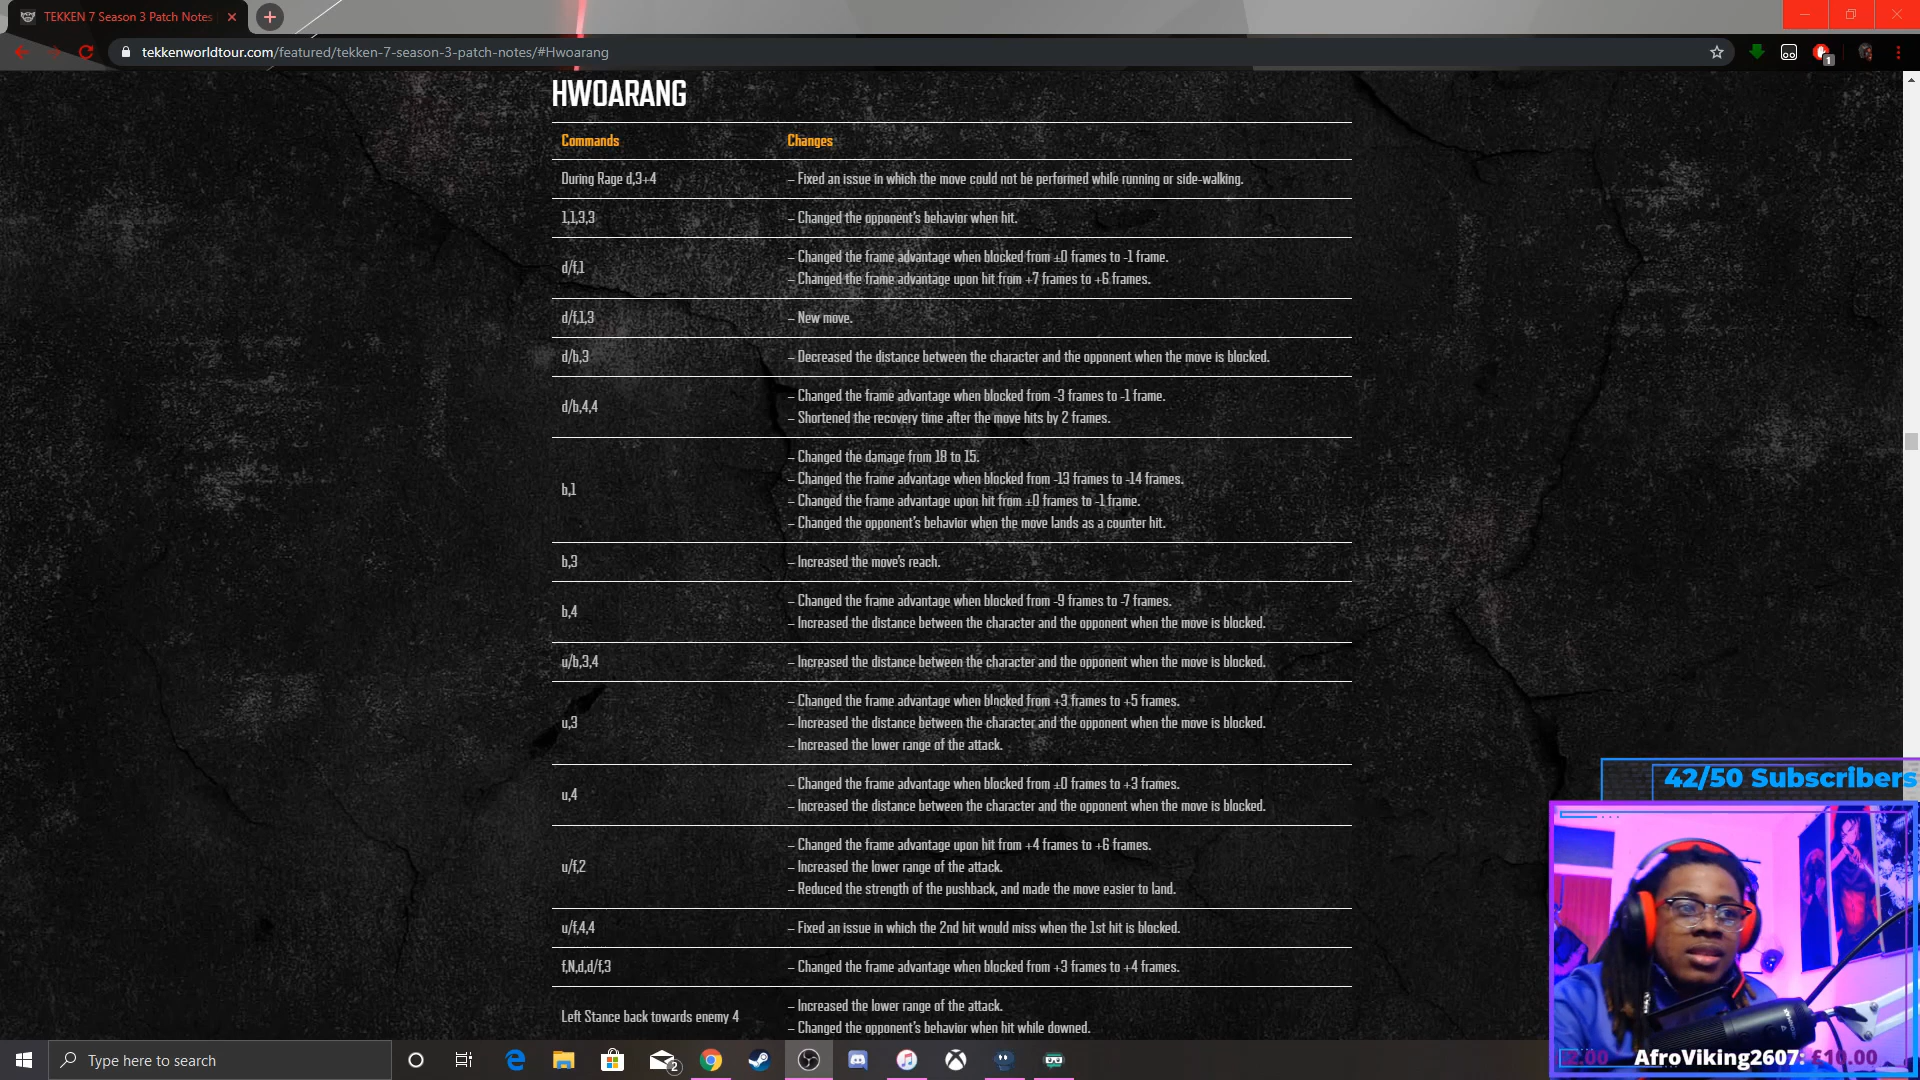 TEKKEN 7 Season 3 Patch Notes
tekkenworldtour.com/featured/tekken-7-season-3-patch-notes/#Hwoarang
1
HWOARANG
Commands Changes
During Rage d,3+4 – Fixed an issue in which the move could not be performed while running or side-walking.
1,1,3,3 – Changed the opponent's behavior when hit.
d/f,1 – Changed the frame advantage when blocked from ±0 frames to -1 frame.
– Changed the frame advantage upon hit from +7 frames to +6 frames.
d/f,1,3 – New move.
d/b,3 – Decreased the distance between the character and the opponent when the move is blocked.
d/b,4,4 – Changed the frame advantage when blocked from -3 frames to -1 frame.
– Shortened the recovery time after the move hits by 2 frames.
b,1 – Changed the damage from 18 to 15.
– Changed the frame advantage when blocked from -13 frames to -14 frames.
– Changed the frame advantage upon hit from ±0 frames to -1 frame.
– Changed the opponent's behavior when the move lands as a counter hit.
b,3 – Increased the move's reach.
b,4 – Changed the frame advantage when blocked from -9 frames to -7 frames.
– Increased the distance between the character and the opponent when the move is blocked.
u/b,3,4 – Increased the distance between the character and the opponent when the move is blocked.
u,3 – Changed the frame advantage when blocked from +3 frames to +5 frames.
– Increased the distance between the character and the opponent when the move is blocked.
– Increased the lower range of the attack.
u,4 – Changed the frame advantage when blocked from ±0 frames to +3 frames.
– Increased the distance between the character and the opponent when the move is blocked.
u/f,2 – Changed the frame advantage upon hit from +4 frames to +6 frames.
– Increased the lower range of the attack.
– Reduced the strength of the pushback, and made the move easier to land.
u/f,4,4 – Fixed an issue in which the 2nd hit would miss when the 1st hit is blocked.
f,N,d,d/f,3 – Changed the frame advantage when blocked from +3 frames to +4 frames.
Left Stance back towards enemy 4 – Increased the lower range of the attack.
– Changed the opponent's behavior when hit while downed.
42/50 Subscribers
AfroViking2607: £10.00
Type here to search
2